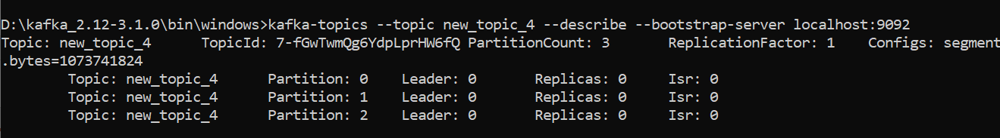 D:\kafka_2.12-3.1.0\bin\windows>kafka-topics --topic new_topic_4 --describe --bootstrap-server localhost:9092
Topic: new_topic_4 TopicId: 7-fGwTwmQg6YdpLprHW6fQ PartitionCount: 3 ReplicationFactor: 1 Configs: segment
.bytes=1073741824
Topic: new_topic_4 Partition: 0 Leader: 0 Replicas: 0 Isr: 0
Topic: new_topic_4 Partition: 1 Leader: 0 Replicas: 0 Isr: 0
Topic: new_topic_4 Partition: 2 Leader: 0 Replicas: 0 Isr: 0